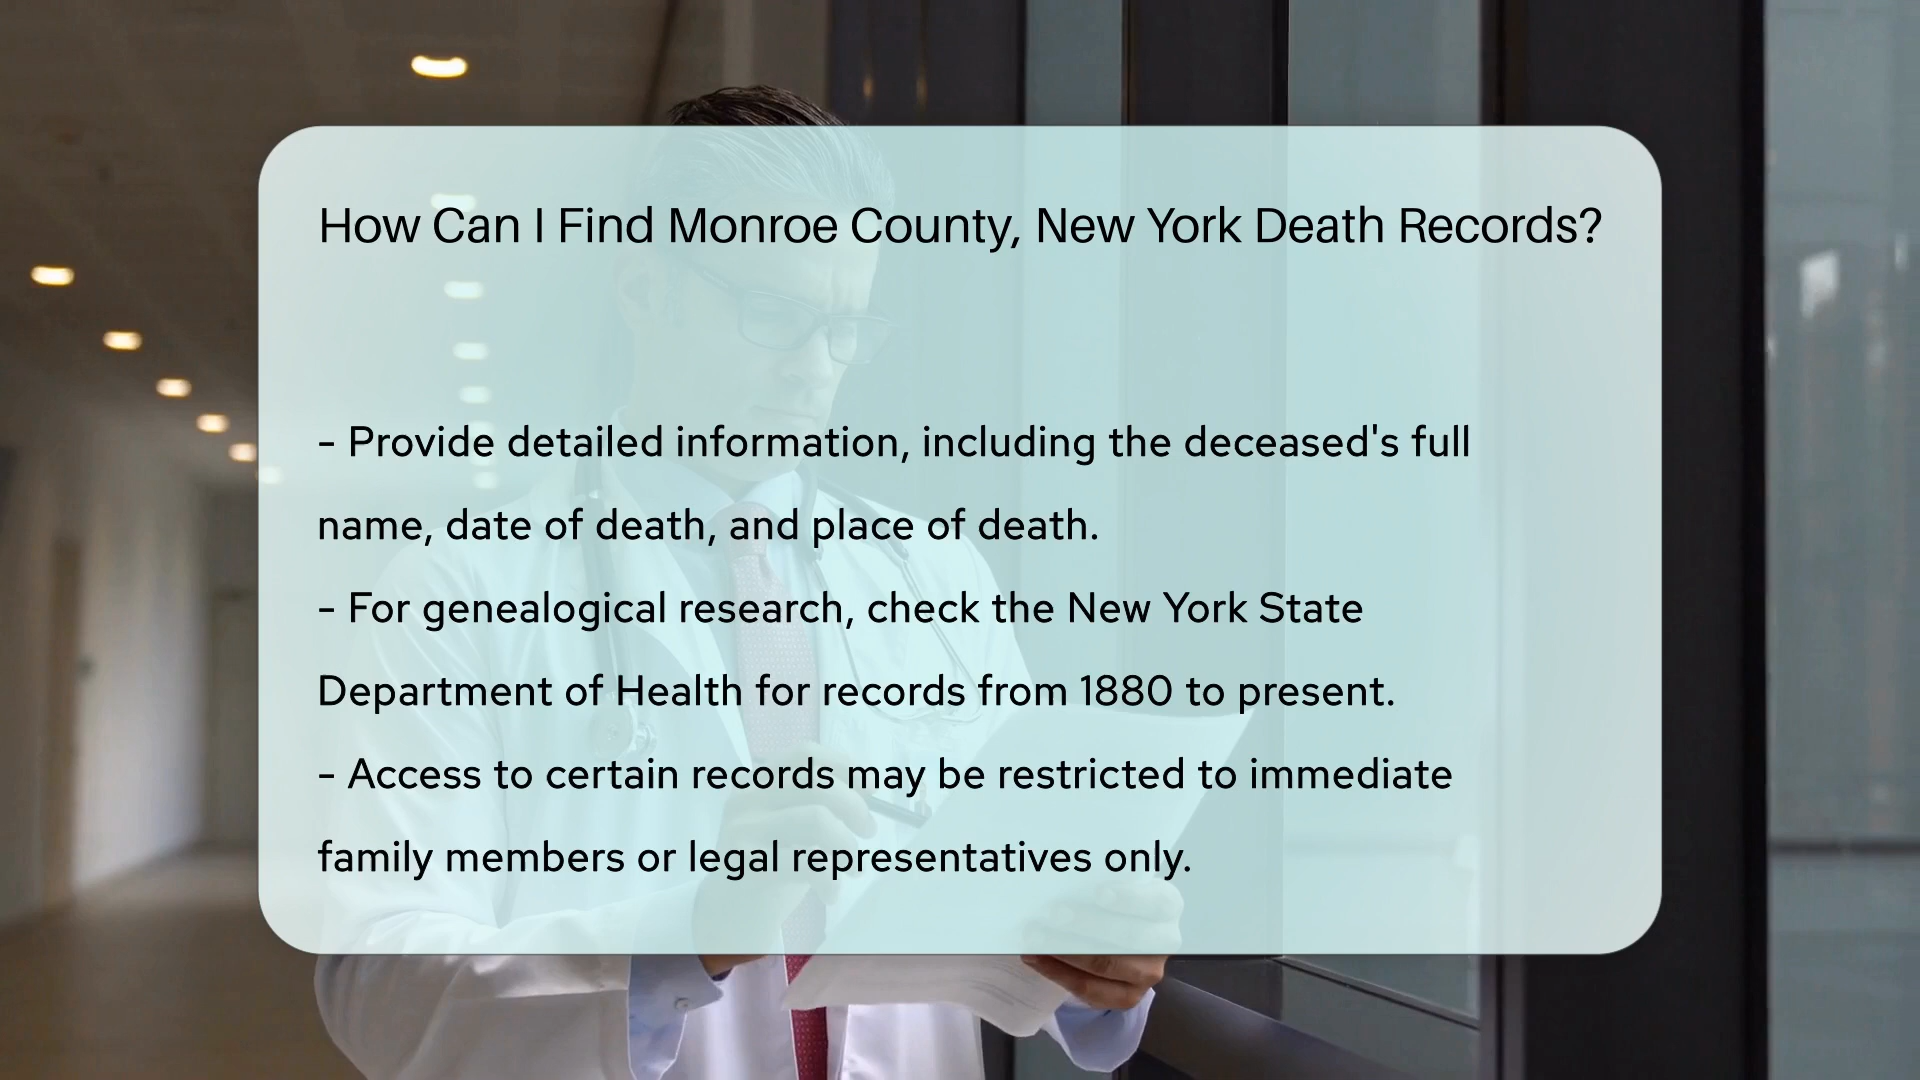 How Can I Find Monroe County, New York Death Records?
- Provide detailed information, including the deceased's full
name, date of death, and place of death.
- For genealogical research, check the New York State
Department of Health for records from 1880 to present.
- Access to certain records may be restricted to immediate
family members or legal representatives only.